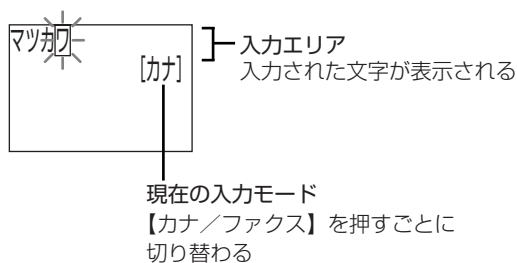 マツカワ
[カナ]
入力エリア
入力された文字が表示される
現在の入力モード
【カナ／ファクス】を押すごとに
切り替わる